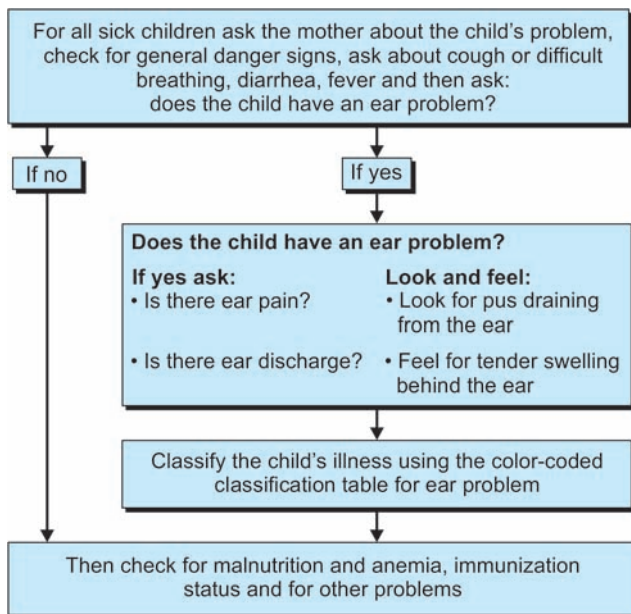 For all sick children ask the mother about the child's problem,
check for general danger signs, ask about cough or difficult
breathing, diarrhea, fever and then ask:
does the child have an ear problem?
If no
If yes
Does the child have an ear problem?
If yes ask:
• Is there ear pain?
• Is there ear discharge?
Look and feel:
• Look for pus draining
from the ear
• Feel for tender swelling
behind the ear
Classify the child's illness using the color-coded
classification table for ear problem
Then check for malnutrition and anemia, immunization
status and for other problems